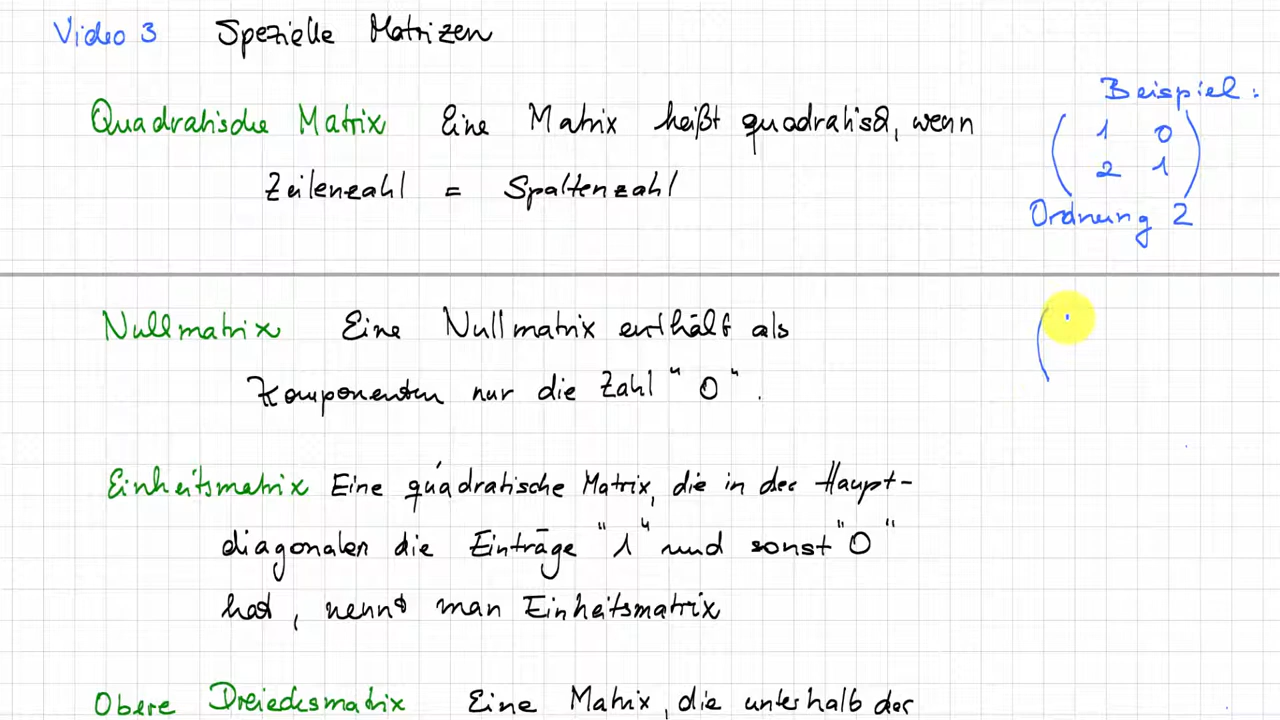 Video 3 Spezielle Matrizen
Quadratische Matrix Eine Matrix heißt quadratisch, wenn
Zeilenzahl = Spaltenzahl
Beispiel:
1 0
2 1
Ordnung 2
Nullmatrix Eine Nullmatrix enthält als
Komponenten nur die Zahl "0".
Einheitsmatrix Eine quadratische Matrix, die in der Haupt-
diagonalen die Einträge "1" und sonst "0"
hat, nennt man Einheitsmatrix
Obere Dreiecksmatrix Eine Matrix, die unterhalb der